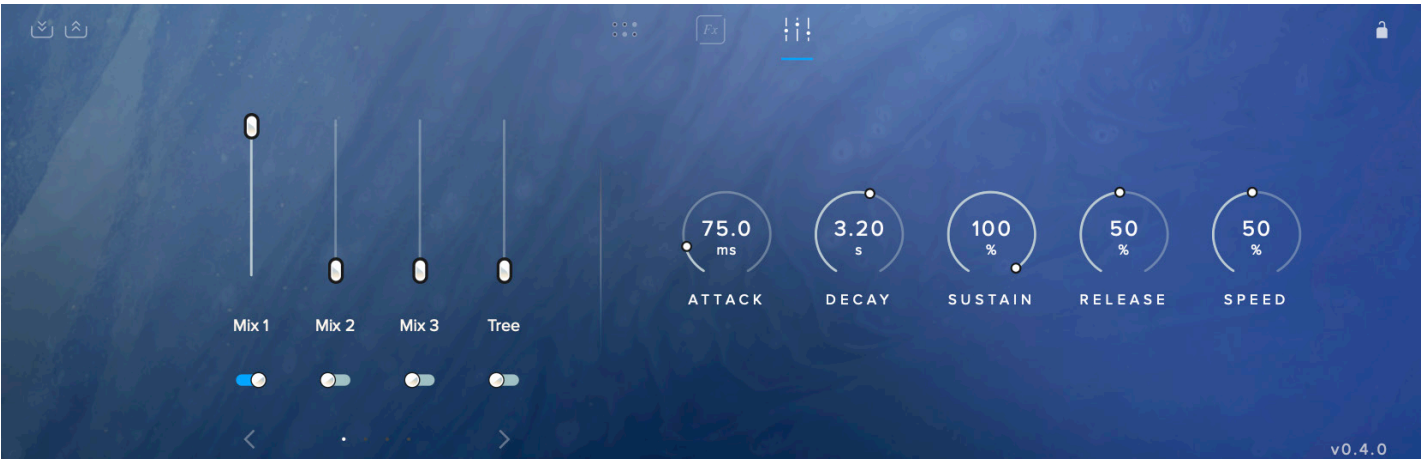 Fx
Mix 1 Mix 2 Mix 3 Tree
75.0 3.20 100 50 50
ms s % % %
ATTACK DECAY SUSTAIN RELEASE SPEED
v0.4.0